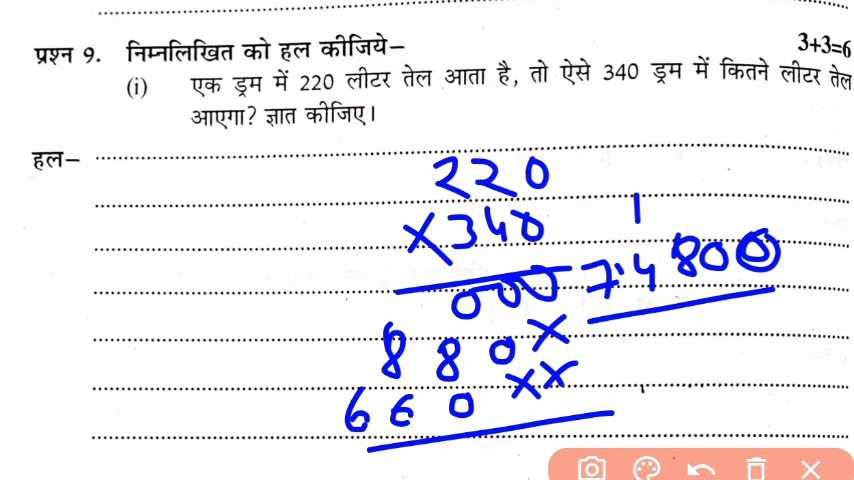 3+3=6
प्रश्न 9. निम्नलिखित को हल कीजिये–
(i) एक ड्रम में 220 लीटर तेल आता है, तो ऐसे 340 ड्रम में कितने लीटर तेल
आएगा? ज्ञात कीजिए।
हल–
220
×340
1
000
74800
880×
660××